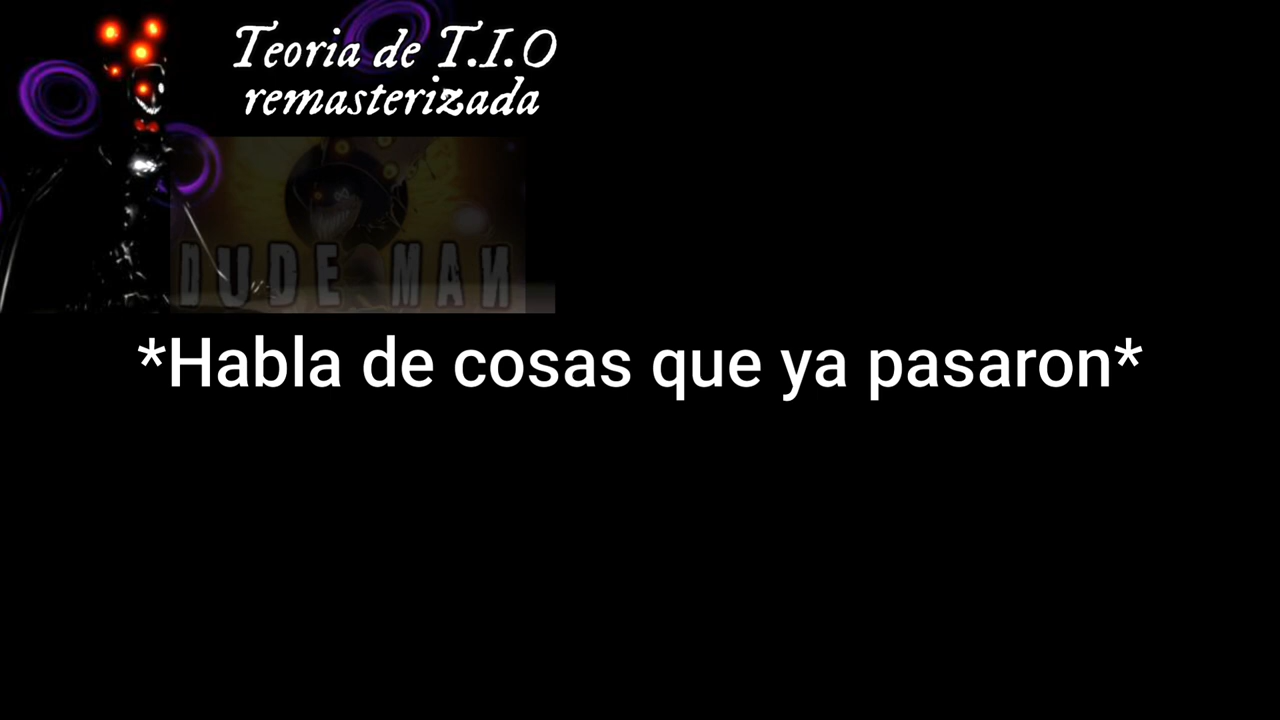 Teoria de T.I.O
remasterizada
DUDE MAN
*Habla de cosas que ya pasaron*